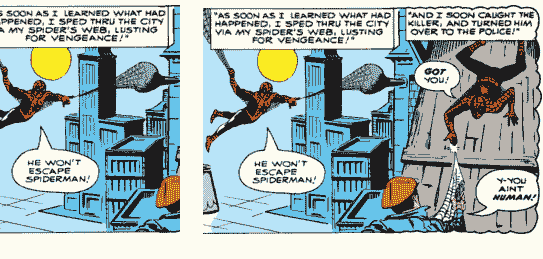 S SOON AS I LEARNED WHAT HAD
APPENED, I SPED THRU THE CITY
A MY SPIDER'S WEB, LUSTING
FOR VENGEANCE!"
HE WON'T
ESCAPE
SPIDERMAN!
"AS SOON AS I LEARNED WHAT HAD
HAPPENED, I SPED THRU THE CITY
VIA MY SPIDER'S WEB, LUSTING
FOR VENGEANCE!"
HE WON'T
ESCAPE
SPIDERMAN!
"AND I SOON CAUGHT THE
KILLER, AND TURNED HIM
OVER TO THE POLICE!"
GOT
YOU!
Y-YOU
AINT
HUMAN!